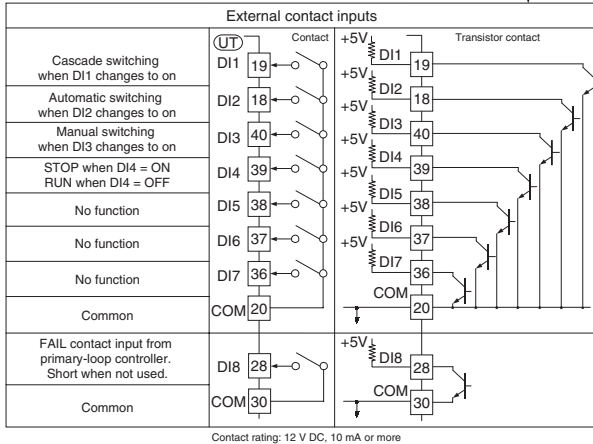 External contact inputs
UT
Contact
+5V
Transistor contact
Cascade switching
when DI1 changes to on
DI1
19
DI1
19
+5V
Automatic switching
when DI2 changes to on
DI2
18
DI2
18
+5V
Manual switching
when DI3 changes to on
DI3
40
DI3
40
+5V
STOP when DI4 = ON
RUN when DI4 = OFF
DI4
39
DI4
39
+5V
No function
DI5
38
DI5
38
+5V
No function
DI6
37
DI6
37
+5V
No function
DI7
36
DI7
36
Common
COM
20
COM
20
FAIL contact input from
primary-loop controller.
Short when not used.
DI8
28
+5V
DI8
28
Common
COM
30
COM
30
Contact rating: 12 V DC, 10 mA or more